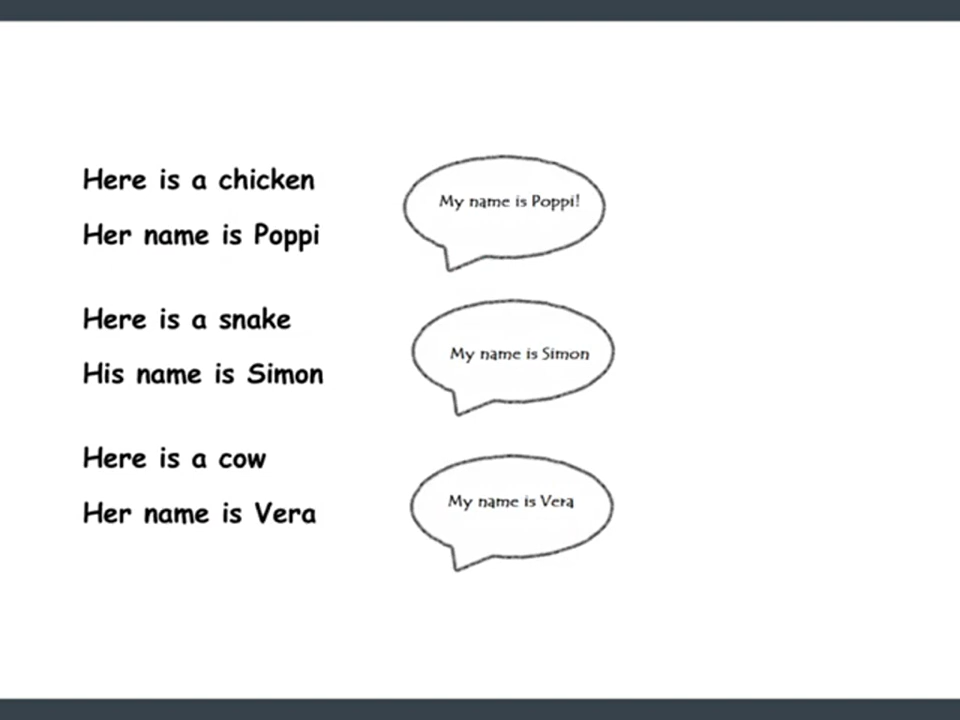 Here is a chicken
Her name is Poppi
My name is Poppi!
Here is a snake
His name is Simon
My name is Simon
Here is a cow
Her name is Vera
My name is Vera